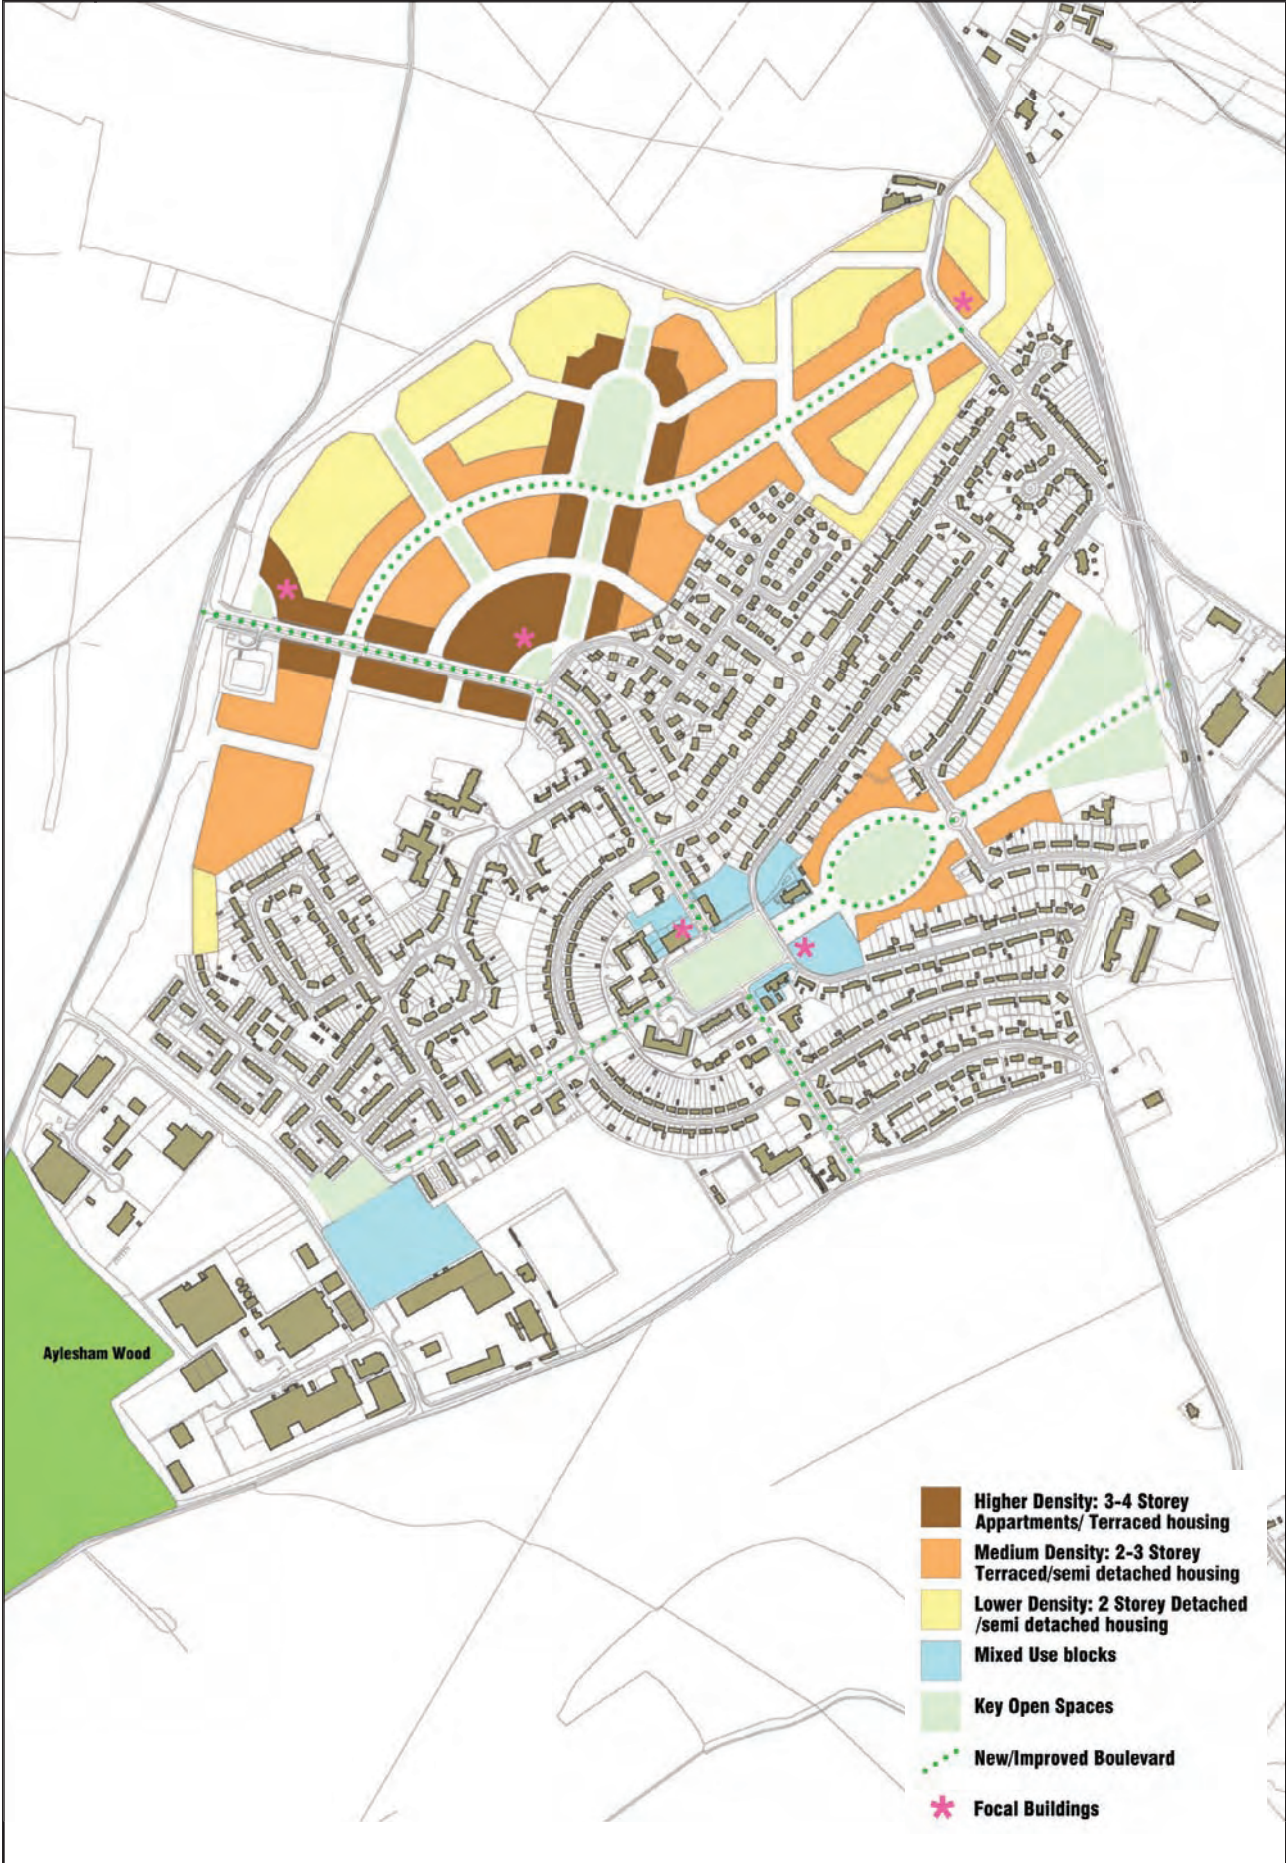 Aylesham Wood
Higher Density: 3-4 Storey
Appartments/ Terraced housing
Medium Density: 2-3 Storey
Terraced/semi detached housing
Lower Density: 2 Storey Detached
/semi detached housing
Mixed Use blocks
Key Open Spaces
New/Improved Boulevard
Focal Buildings